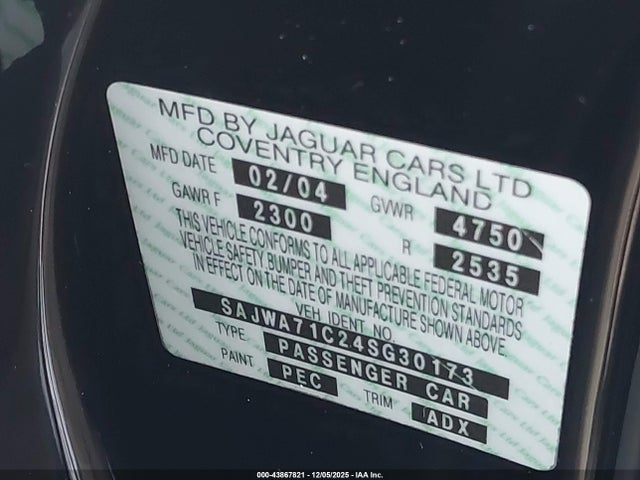 MFD BY JAGUAR CARS LTD
COVENTRY ENGLAND
MFD DATE 02/04 GVWR 4750
GAWR F 2300 R 2535
THIS VEHICLE CONFORMS TO ALL APPLICABLE FEDERAL MOTOR
VEHICLE SAFETY BUMPER AND THEFT PREVENTION STANDARDS
IN EFFECT ON THE DATE OF MANUFACTURE SHOWN ABOVE.
VEH IDENT NO.
SAJWA71C24SG30173
TYPE PASSENGER CAR
PAINT PEC TRIM ADX
000-43867821 - 12/05/2025 - IAA Inc.